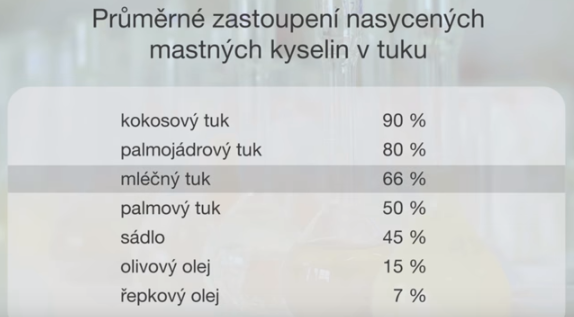 Průměrné zastoupení nasycených
mastných kyselin v tuku
kokosový tuk 90 %
palmojádrový tuk 80 %
mléčný tuk 66 %
palmový tuk 50 %
sádlo 45 %
olivový olej 15 %
řepkový olej 7 %